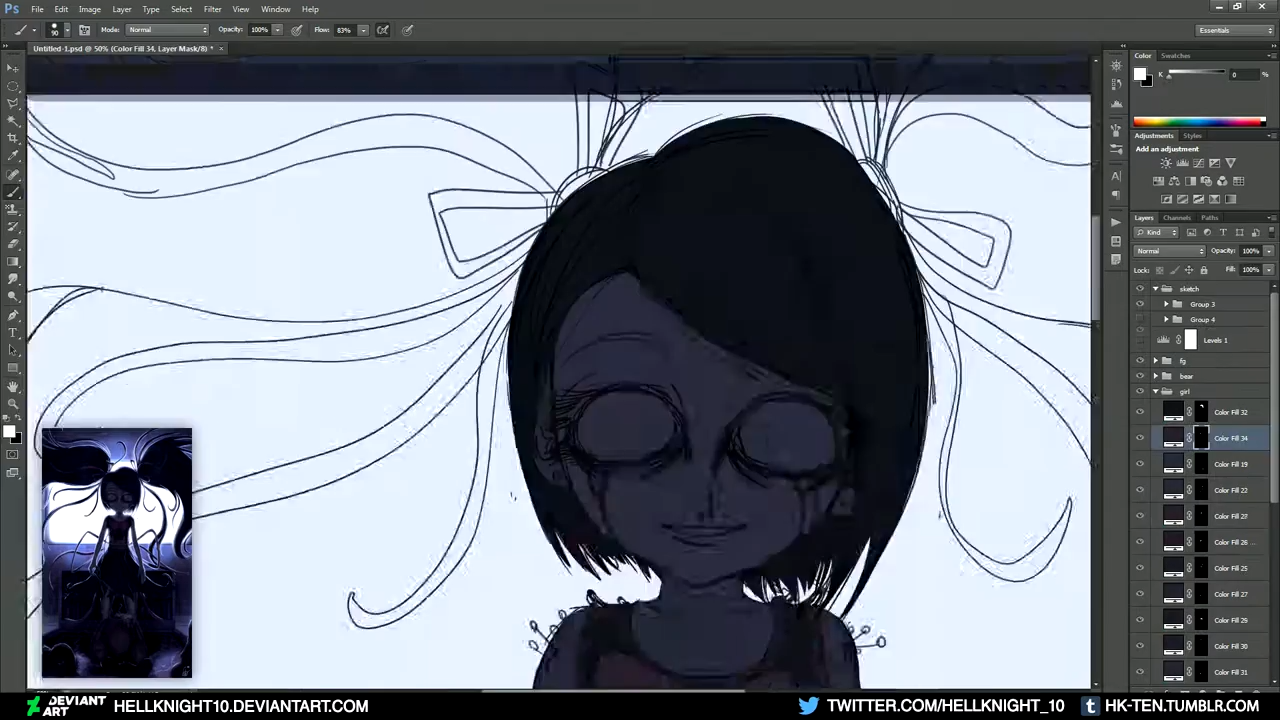 Ps File Edit Image Layer Type Select Filter View Window Help
90 Mode: Normal Opacity: 100% Flow: 83% Essentials
Untitled-1.psd @ 50% (Color Fill 34, Layer Mask/8) * ×
Color Swatches
K 0 %
Adjustments Styles
Add an adjustment
Layers Channels Paths
Kind
Normal Opacity: 100%
Lock: Fill: 100%
sketch
Group 3
Group 4
Levels 1
fg
bear
girl
Color Fill 32
Color Fill 34
Color Fill 19
Color Fill 22
Color Fill 28
Color Fill 26 ...
Color Fill 25
Color Fill 27
Color Fill 29
Color Fill 30
Color Fill 31
DEVIANT
ART HELLKNIGHT10.DEVIANTART.COM TWITTER.COM/HELLKNIGHT_10 t HK-TEN.TUMBLR.COM